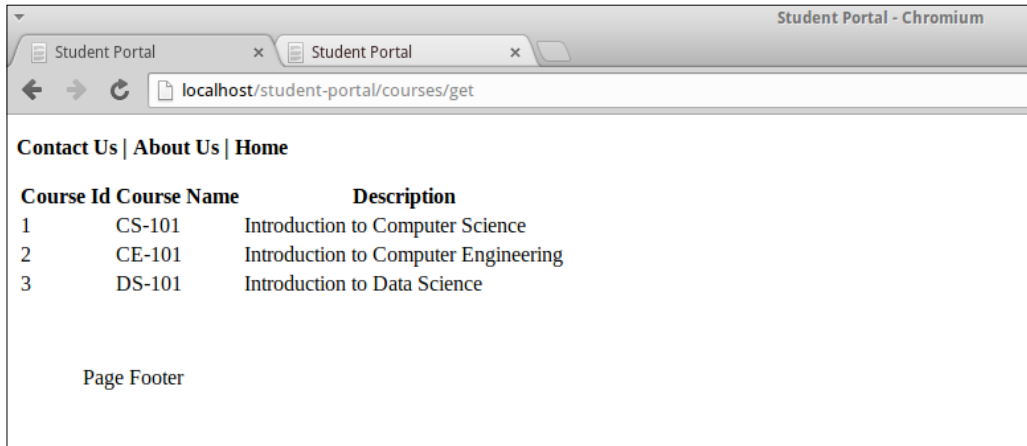 Student Portal - Chromium
Student Portal × Student Portal ×
localhost/student-portal/courses/get
Contact Us | About Us | Home
Course Id Course Name Description
1 CS-101 Introduction to Computer Science
2 CE-101 Introduction to Computer Engineering
3 DS-101 Introduction to Data Science
Page Footer